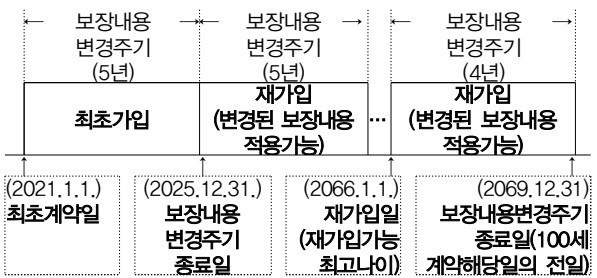 보장내용
변경주기
(5년)
보장내용
변경주기
(5년)
보장내용
변경주기
(4년)
최초가입
재가입
(변경된 보장내용
적용가능)
...
재가입
(변경된 보장내용
적용가능)
(2021.1.1.)
최초계약일
(2025.12.31.)
보장내용
변경주기
종료일
(2066.1.1.)
재가입일
(재가입가능
최고나이)
(2069.12.31)
보장내용변경주기
종료일(100세
계약해당일의 전일)